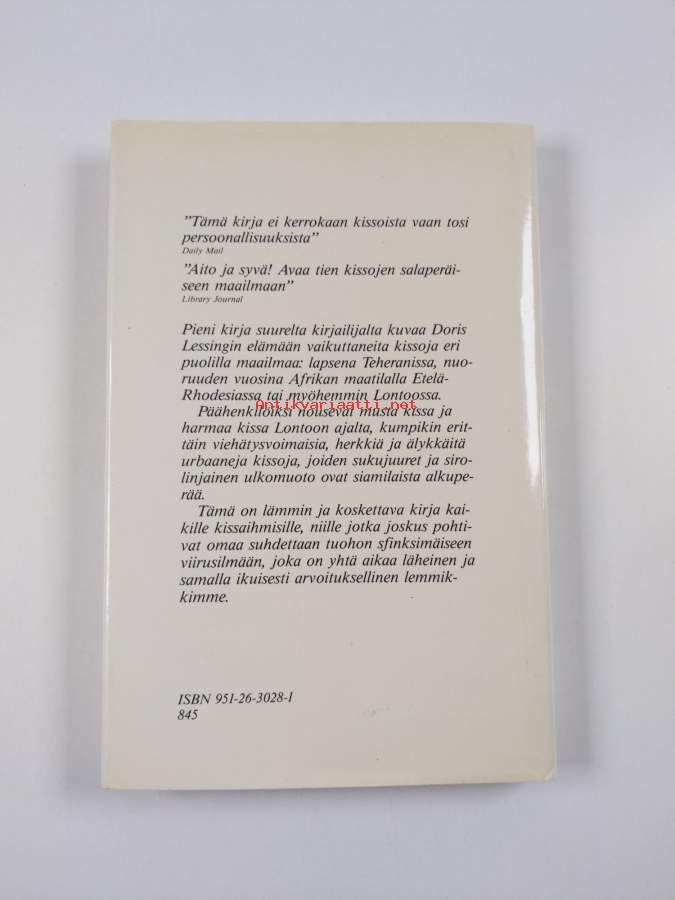 ”Tämä kirja ei kerrokaan kissoista vaan tosi
persoonallisuuksista”
Daily Mail
”Aito ja syvä! Avaa tien kissojen salaperäi-
seen maailmaan”
Library Journal
Pieni kirja suurelta kirjailijalta kuvaa Doris
Lessingin elämään vaikuttaneita kissoja eri
puolilla maailmaa: lapsena Teheranissa, nuo-
ruuden vuosina Afrikan maatilalla Etelä-
Rhodesiassa tai myöhemmin Lontoossa.
Antikvariaatti.net
Päähenkilöiksi nousevat musta kissa ja
harmaa kissa Lontoon ajalta, kumpikin erit-
täin viehätysvoimaisia, herkkiä ja älykkäitä
urbaaneja kissoja, joiden sukujuuret ja siro-
linjainen ulkomuoto ovat siamilaista alkupe-
rää.
Tämä on lämmin ja koskettava kirja kai-
kille kissaihmisille, niille jotka joskus pohti-
vat omaa suhdettaan tuohon sfinksimäiseen
viirusilmään, joka on yhtä aikaa läheinen ja
samalla ikuisesti arvoituksellinen lemmik-
kimme.
ISBN 951-26-3028-1
845